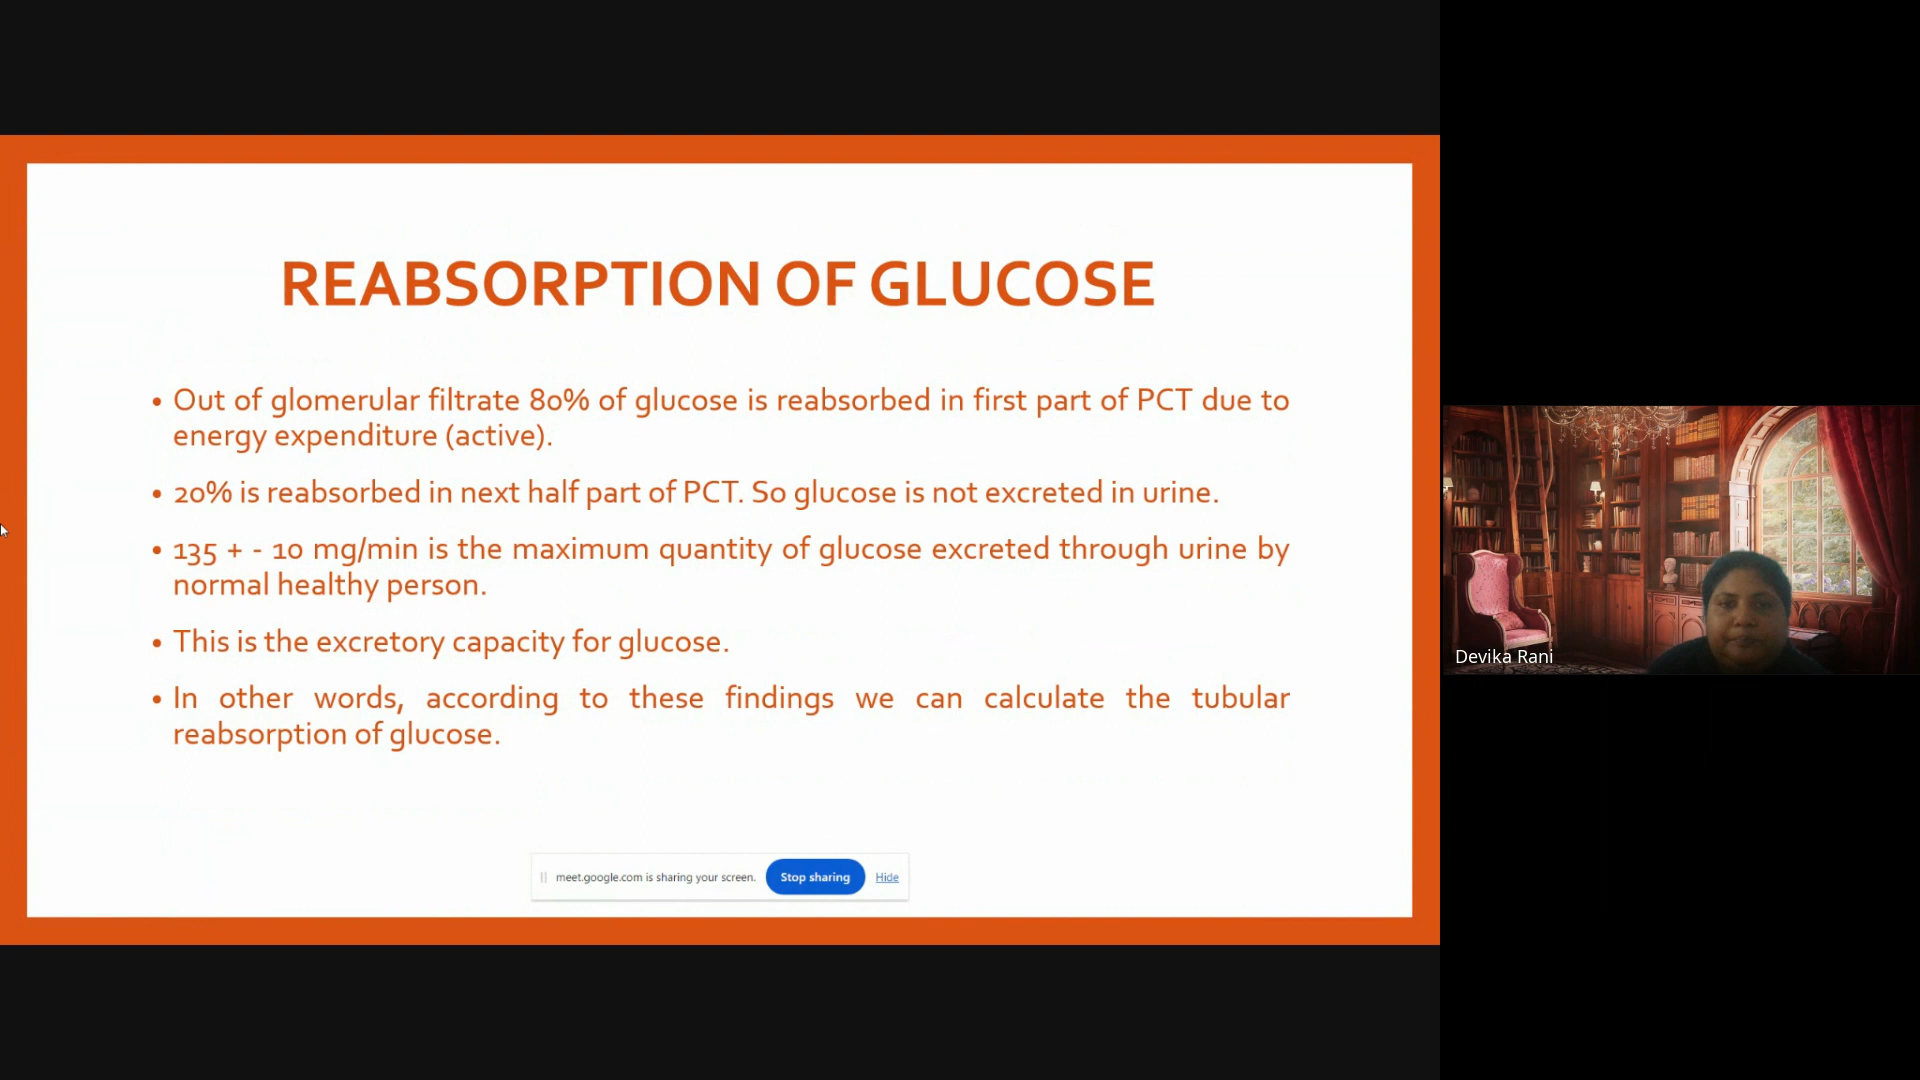 REABSORPTION OF GLUCOSE
• Out of glomerular filtrate 80% of glucose is reabsorbed in first part of PCT due to
energy expenditure (active).
• 20% is reabsorbed in next half part of PCT. So glucose is not excreted in urine.
• 135 + - 10 mg/min is the maximum quantity of glucose excreted through urine by
normal healthy person.
• This is the excretory capacity for glucose.
• In other words, according to these findings we can calculate the tubular
reabsorption of glucose.
meet.google.com is sharing your screen. Stop sharing Hide
Devika Rani